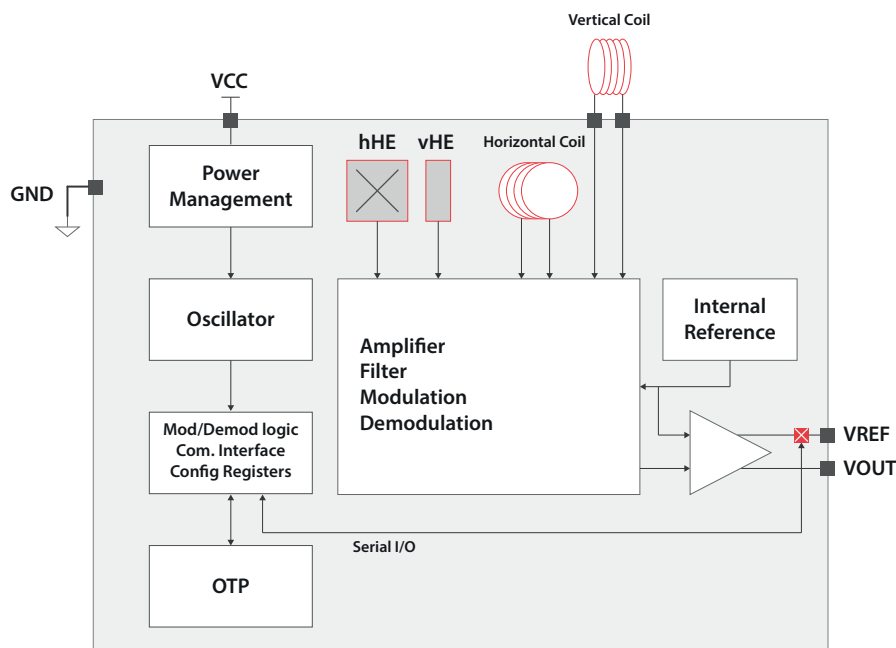 Vertical Coil
VCC
hHE
vHE
Horizontal Coil
Power
Management
GND
Oscillator
Internal
Reference
Amplifier
Filter
Modulation
Demodulation
Mod/Demod logic
Com. Interface
Config Registers
VREF
VOUT
Serial I/O
OTP